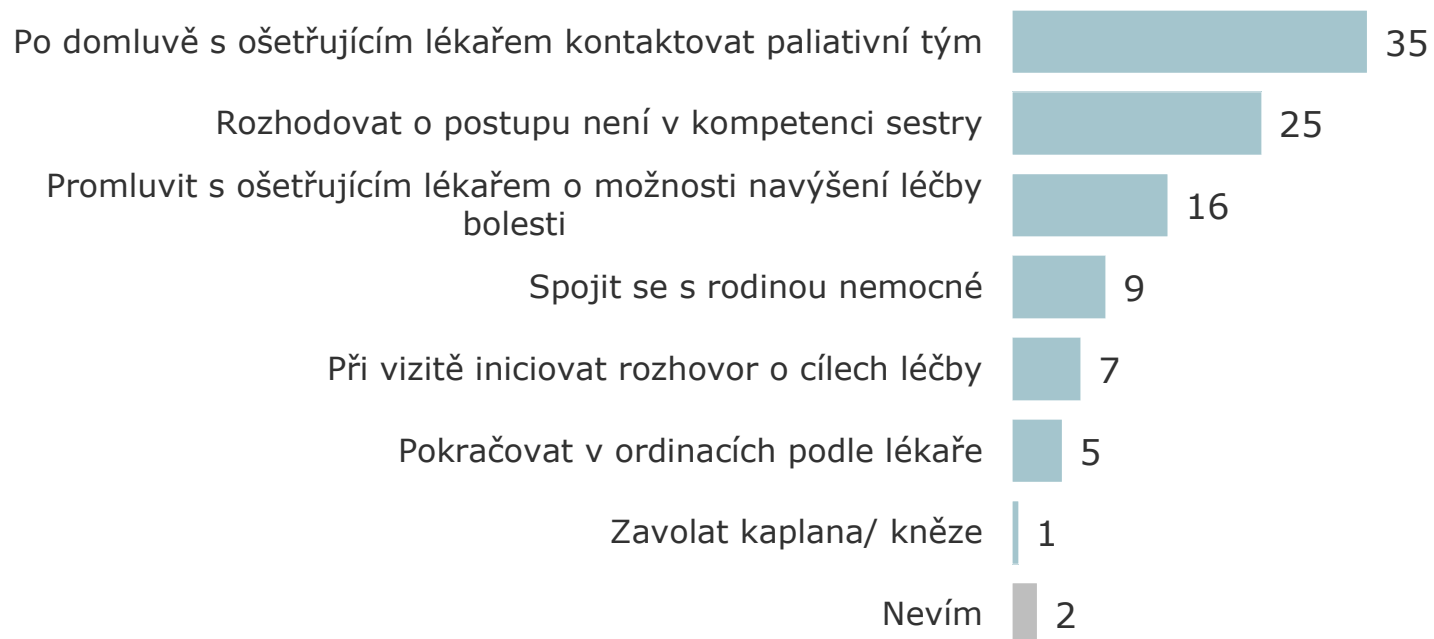 Po domluvě s ošetřujícím lékařem kontaktovat paliativní tým 35
Rozhodovat o postupu není v kompetenci sestry 25
Promluvit s ošetřujícím lékařem o možnosti navýšení léčby
bolesti 16
Spojit se s rodinou nemocné 9
Při vizitě iniciovat rozhovor o cílech léčby 7
Pokračovat v ordinacích podle lékaře 5
Zavolat kaplana/ kněze 1
Nevím 2